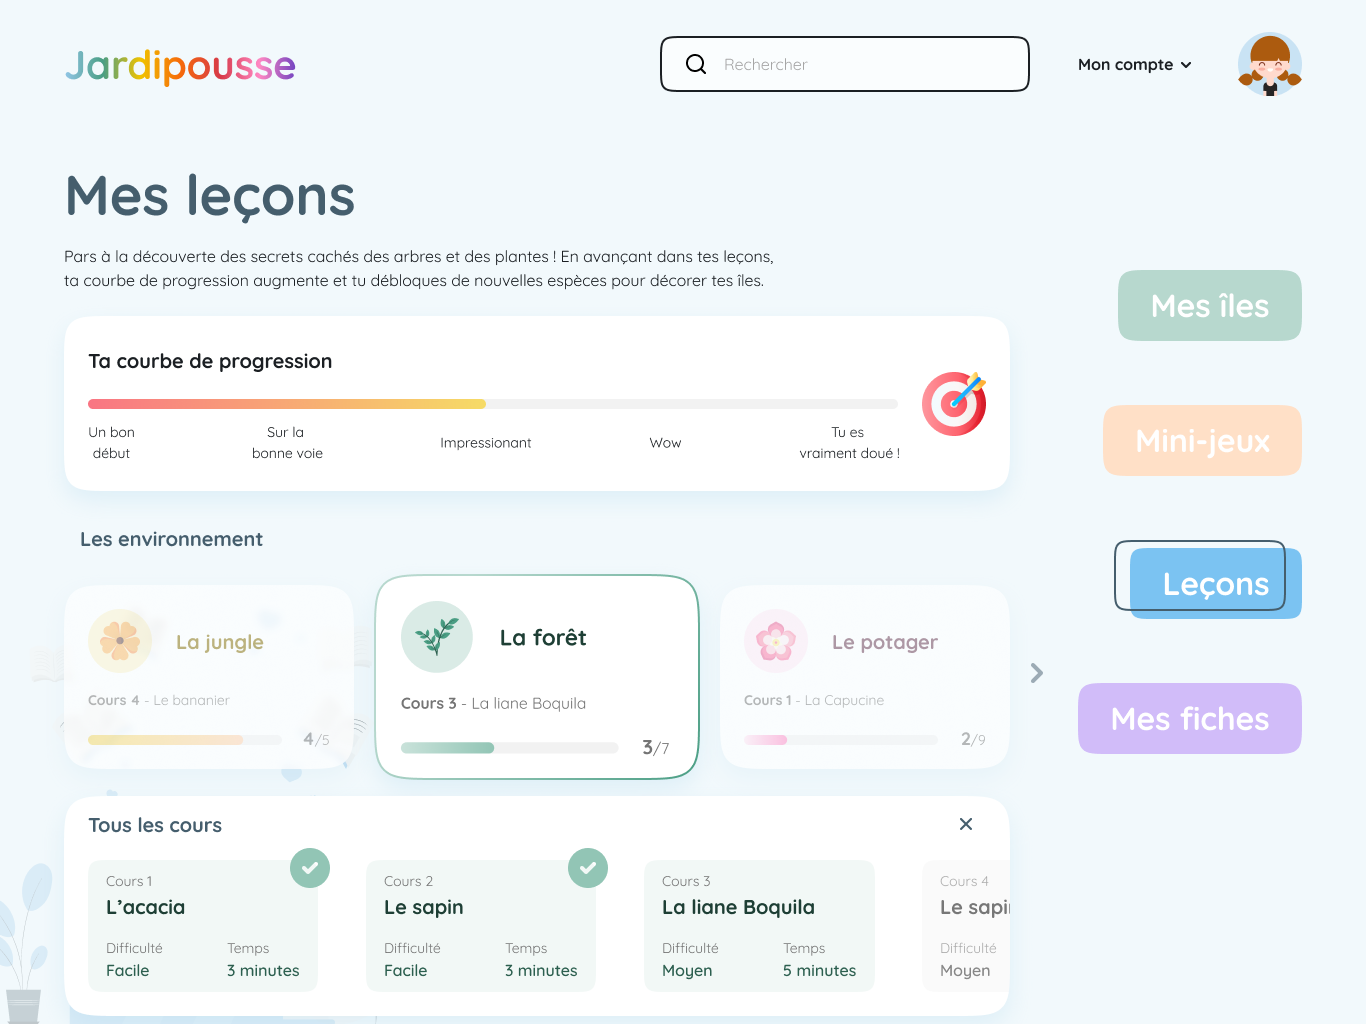 Jardipousse
Rechercher
Mon compte
Mes leçons
Pars à la découverte des secrets cachés des arbres et des plantes ! En avançant dans tes leçons,
ta courbe de progression augmente et tu débloques de nouvelles espèces pour décorer tes îles.
Mes îles
Ta courbe de progression
Un bon
début
Sur la
bonne voie
Impressionant
Wow
Tu es
vraiment doué !
Mini-jeux
Les environnement
Leçons
La jungle
Cours 4 - Le bananier
4/5
La forêt
Cours 3 - La liane Boquila
3/7
Le potager
Cours 1 - La Capucine
2/9
Mes fiches
Tous les cours
Cours 1
L’acacia
Difficulté
Temps
Facile
3 minutes
Cours 2
Le sapin
Difficulté
Temps
Facile
3 minutes
Cours 3
La liane Boquila
Difficulté
Temps
Moyen
5 minutes
Cours 4
Le sapi
Difficulté
Moyen